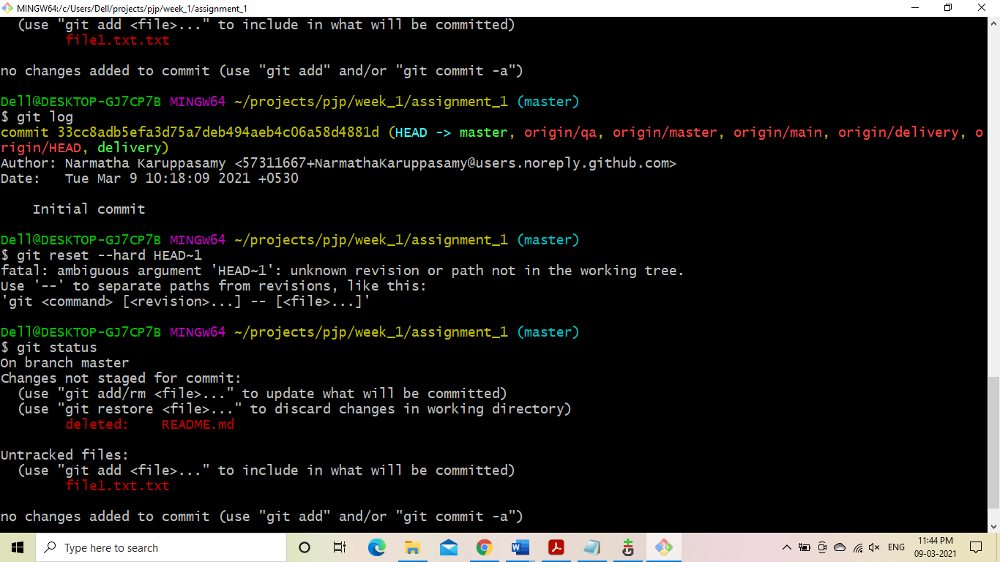 MINGW64:/c/Users/Dell/projects/pjp/week_1/assignment_1
(use "git add <file>..." to include in what will be committed)
file1.txt.txt
no changes added to commit (use "git add" and/or "git commit -a")
Dell@DESKTOP-GJ7CP7B MINGW64 ~/projects/pjp/week_1/assignment_1 (master)
$ git log
commit 33cc8adb5efa3d75a7deb494aeb4c06a58d4881d (HEAD -> master, origin/qa, origin/master, origin/main, origin/delivery, o
rigin/HEAD, delivery)
Author: Narmatha Karuppasamy <57311667+NarmathaKaruppasamy@users.noreply.github.com>
Date:   Tue Mar 9 10:18:09 2021 +0530
Initial commit
Dell@DESKTOP-GJ7CP7B MINGW64 ~/projects/pjp/week_1/assignment_1 (master)
$ git reset --hard HEAD~1
fatal: ambiguous argument 'HEAD~1': unknown revision or path not in the working tree.
Use '--' to separate paths from revisions, like this:
'git <command> [<revision>...] -- [<file>...]'
Dell@DESKTOP-GJ7CP7B MINGW64 ~/projects/pjp/week_1/assignment_1 (master)
$ git status
On branch master
Changes not staged for commit:
(use "git add/rm <file>..." to update what will be committed)
(use "git restore <file>..." to discard changes in working directory)
deleted:    README.md
Untracked files:
(use "git add <file>..." to include in what will be committed)
file1.txt.txt
no changes added to commit (use "git add" and/or "git commit -a")
Type here to search
ENG
11:44 PM
09-03-2021